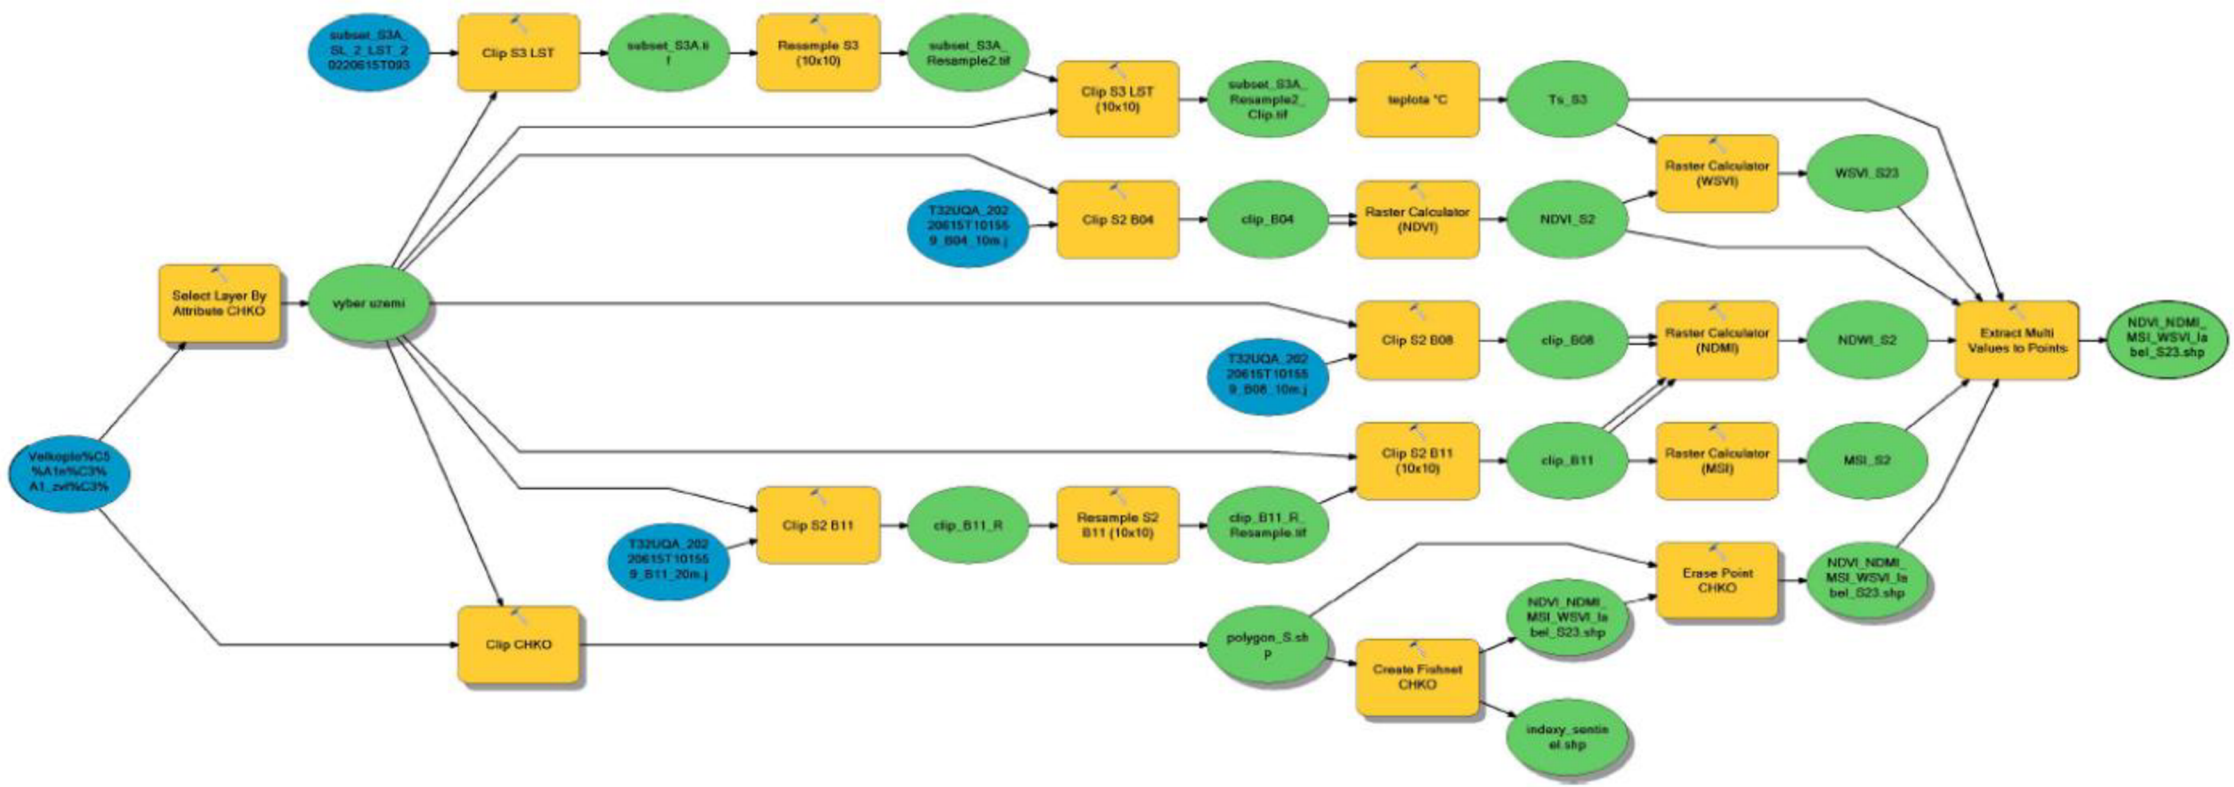 subset_S3A_
SL_2_LST_2
0220615T093
Clip S3 LST
subset_S3A.ti
f
Resample S3
(10x10)
subset_S3A_
Resample2.tif
Clip S3 LST
(10x10)
subset_S3A_
Resample2_
Clip.tif
teplota °C
Ts_S3
Raster Calculator
(WSVI)
WSVI_S23
T32UQA_202
20615T10155
9_B04_10m.j
Clip S2 B04
clip_B04
Raster Calculator
(NDVI)
NDVI_S2
Select Layer By
Attribute CHKO
vyber uzemi
T32UQA_202
20615T10155
9_B08_10m.j
Clip S2 B08
clip_B08
Raster Calculator
(NDMI)
NDWI_S2
Extract Multi
Values to Points
NDVI_NDMI_
MSI_WSVI_la
bel_S23.shp
Velkoplo%C5
%A1n%C3%
A1_zvl%C3%
Clip S2 B11
(10x10)
clip_B11
Raster Calculator
(MSI)
MSI_S2
T32UQA_202
20615T10155
9_B11_20m.j
Clip S2 B11
clip_B11_R
Resample S2
B11 (10x10)
clip_B11_R_
Resample.tif
Erase Point
CHKO
NDVI_NDMI_
MSI_WSVI_la
bel_S23.shp
Clip CHKO
polygon_S.sh
p
Create Fishnet
CHKO
NDVI_NDMI_
MSI_WSVI_la
bel_S23.shp
indexy_sentin
el.shp